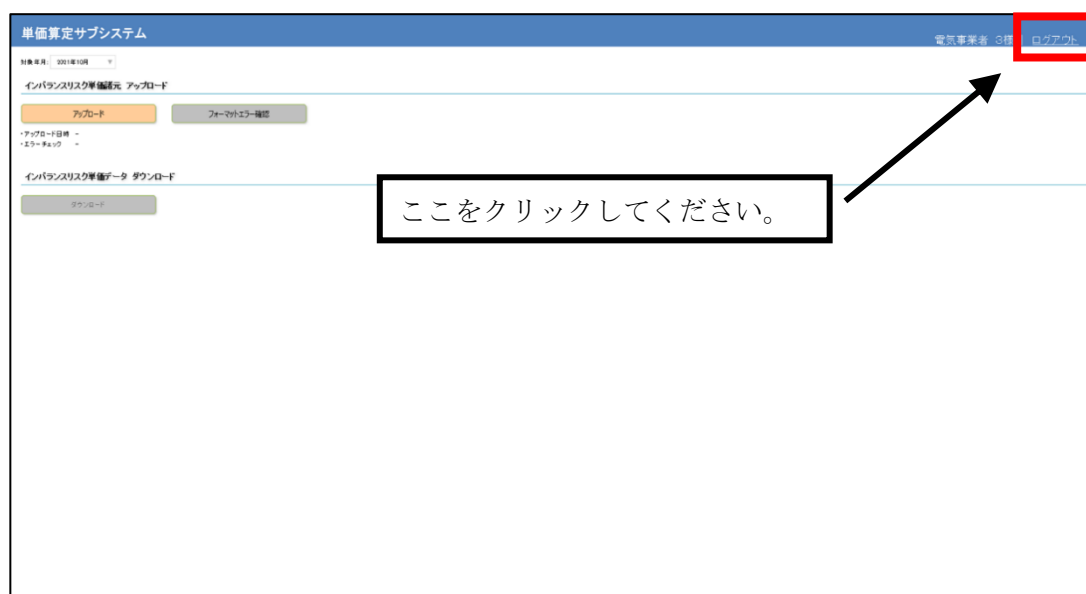 単価算定サブシステム
電気事業者 3様 ログアウト
対象年月: 2021年10月
インバランスリスク単価諸元 アップロード
アップロード フォーマットエラー確認
・アップロード日時 -
・エラーチェック -
インバランスリスク単価データ ダウンロード
ダウンロード
ここをクリックしてください。